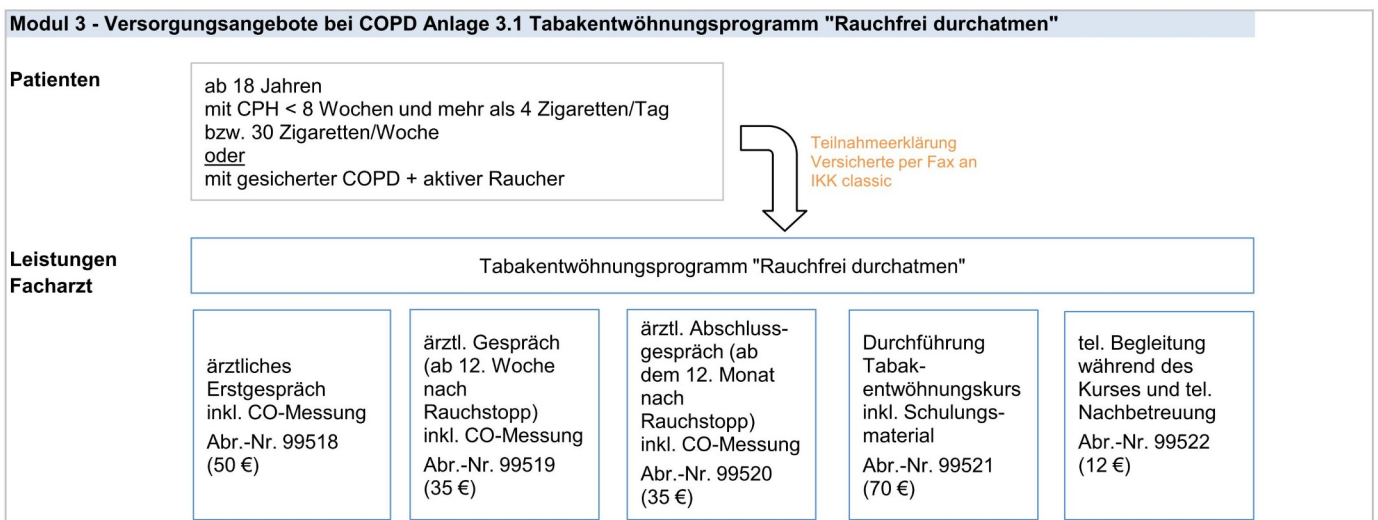 Modul 3 - Versorgungsangebote bei COPD Anlage 3.1 Tabakentwöhnungsprogramm "Rauchfrei durchatmen"
Patienten
ab 18 Jahren
mit CPH < 8 Wochen und mehr als 4 Zigaretten/Tag
bzw. 30 Zigaretten/Woche
oder
mit gesicherter COPD + aktiver Raucher
Teilnahmeerklärung
Versicherte per Fax an
IKK classic
Leistungen
Facharzt
Tabakentwöhnungsprogramm "Rauchfrei durchatmen"
ärztliches
Erstgespräch
inkl. CO-Messung
Abr.-Nr. 99518
(50 €)
ärztl. Gespräch
(ab 12. Woche
nach
Rauchstopp)
inkl. CO-Messung
Abr.-Nr. 99519
(35 €)
ärztl. Abschluss-
gespräch (ab
dem 12. Monat
nach
Rauchstopp)
inkl. CO-Messung
Abr.-Nr. 99520
(35 €)
Durchführung
Tabak-
entwöhnungskurs
inkl. Schulungs-
material
Abr.-Nr. 99521
(70 €)
tel. Begleitung
während des
Kurses und tel.
Nachbetreuung
Abr.-Nr. 99522
(12 €)